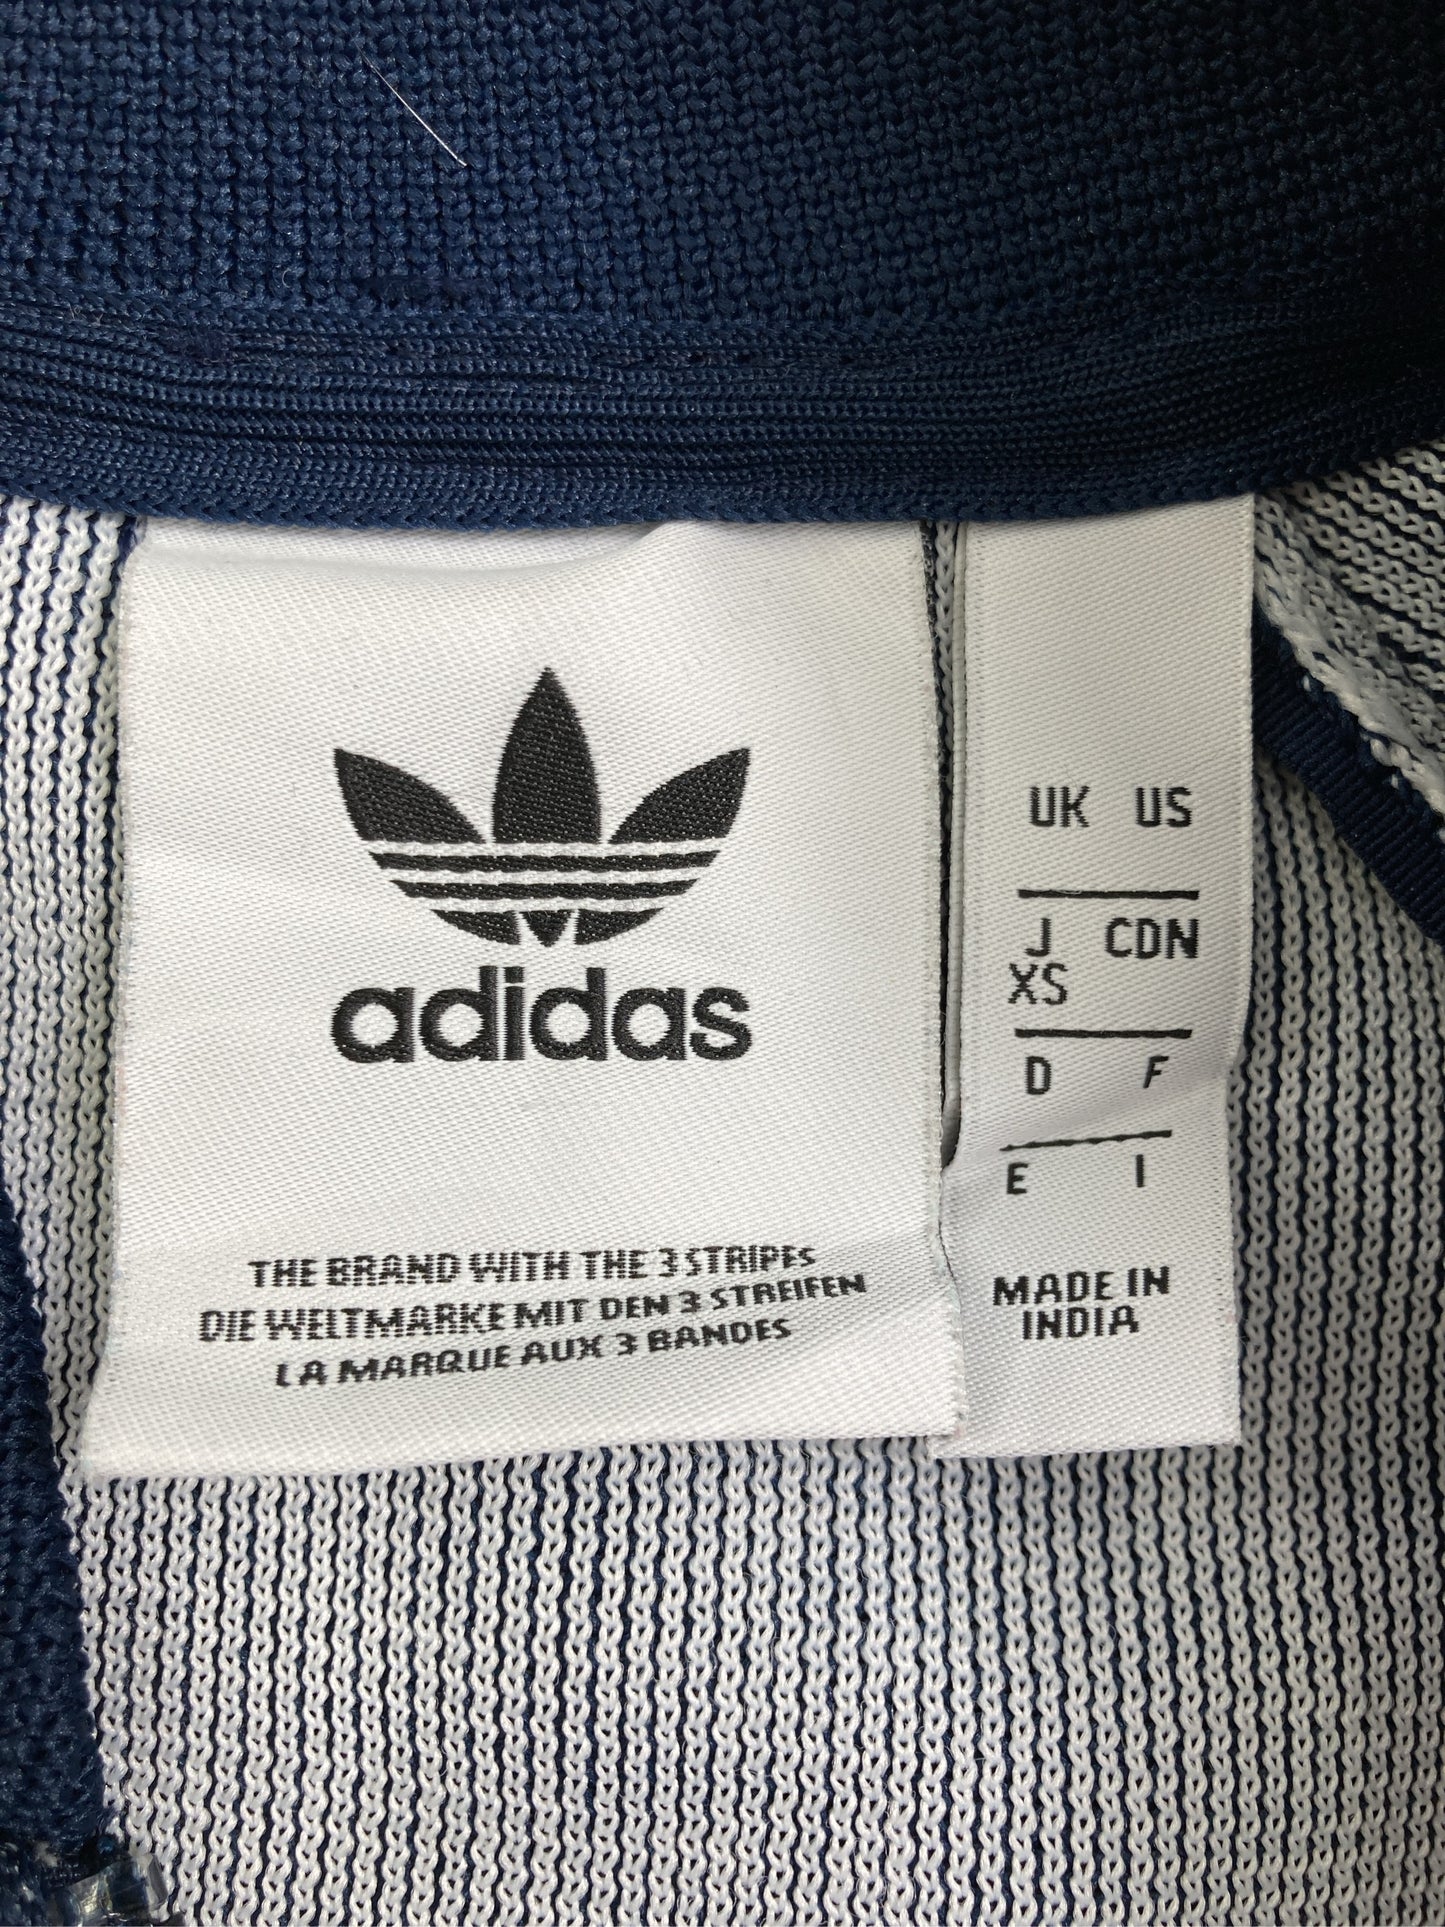 adidas
THE BRAND WITH THE 3 STRIPES
DIE WELTMARKE MIT DEN 3 STREIFEN
LA MARQUE AUX 3 BANDES
UK US
J CDN
XS
D F
E I
MADE IN
INDIA